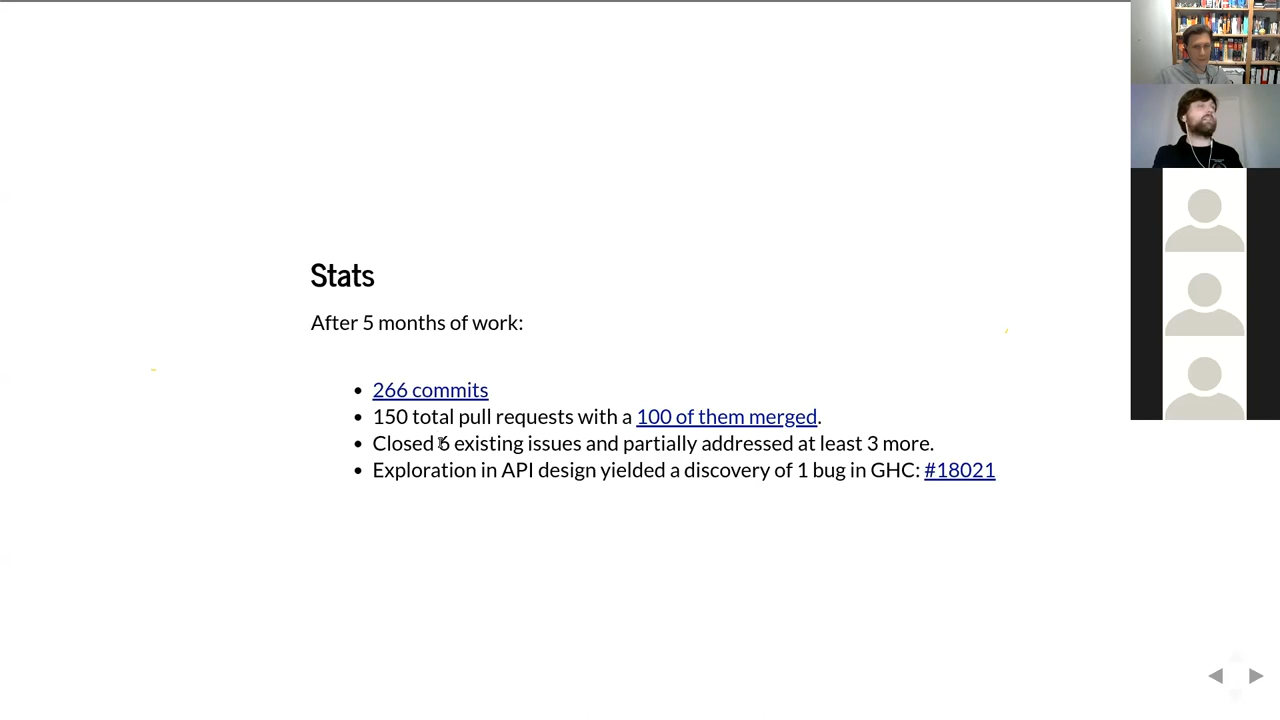 Stats
After 5 months of work:
• 266 commits
• 150 total pull requests with a 100 of them merged.
• Closed 6 existing issues and partially addressed at least 3 more.
• Exploration in API design yielded a discovery of 1 bug in GHC: #18021